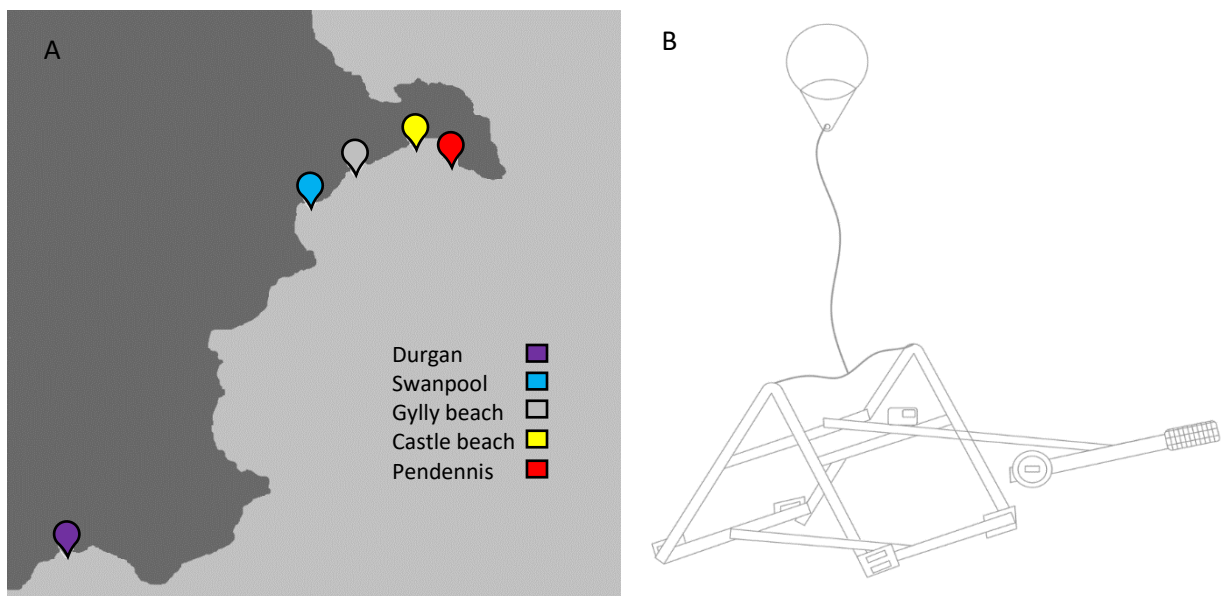 A
B
Durgan
Swanpool
Gylly beach
Castle beach
Pendennis